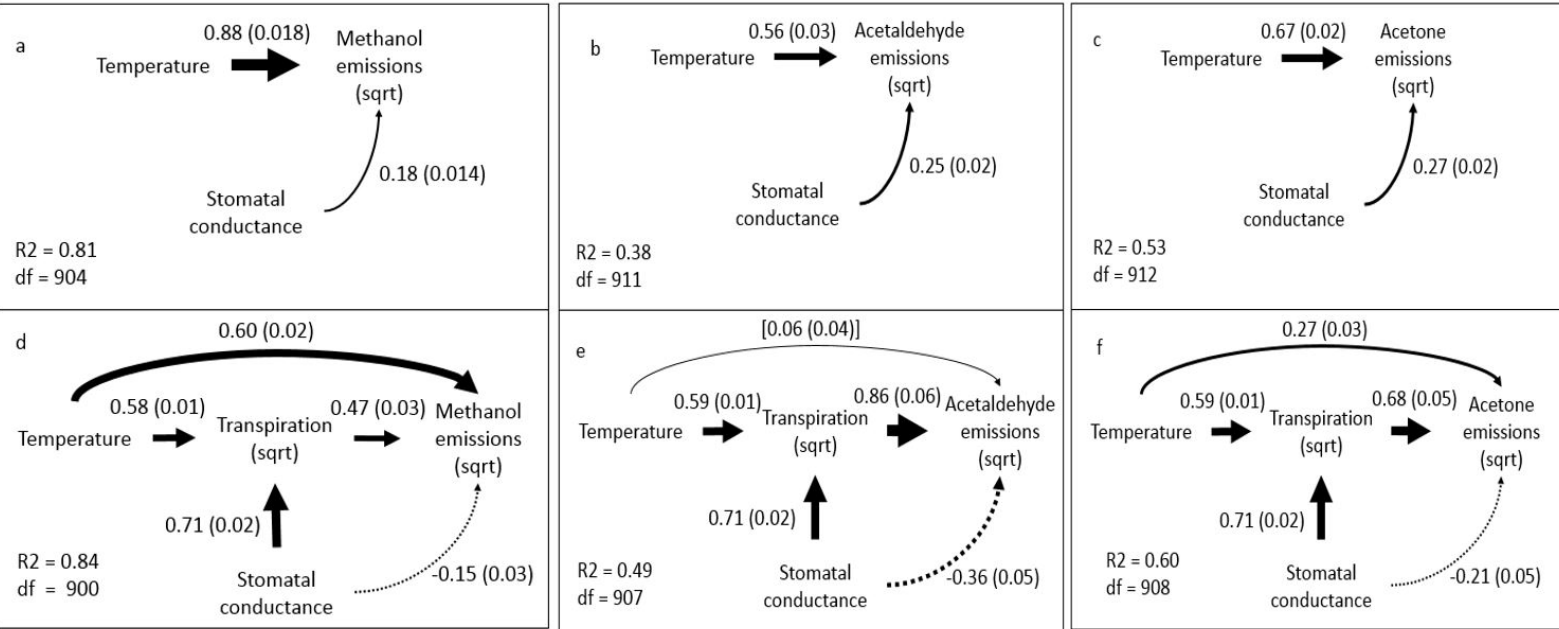 a
0.88 (0.018)
Temperature
Methanol
emissions
(sqrt)
0.18 (0.014)
Stomatal
conductance
R2 = 0.81
df = 904
b
0.56 (0.03)
Temperature
Acetaldehyde
emissions
(sqrt)
0.25 (0.02)
Stomatal
conductance
R2 = 0.38
df = 911
c
0.67 (0.02)
Temperature
Acetone
emissions
(sqrt)
0.27 (0.02)
Stomatal
conductance
R2 = 0.53
df = 912
d
0.60 (0.02)
0.58 (0.01)
0.47 (0.03)
Temperature
Transpiration
(sqrt)
Methanol
emissions
(sqrt)
0.71 (0.02)
-0.15 (0.03)
Stomatal
conductance
R2 = 0.84
df = 900
e
[0.06 (0.04)]
0.59 (0.01)
0.86 (0.06)
Temperature
Transpiration
(sqrt)
Acetaldehyde
emissions
(sqrt)
0.71 (0.02)
-0.36 (0.05)
Stomatal
conductance
R2 = 0.49
df = 907
f
0.27 (0.03)
0.59 (0.01)
0.68 (0.05)
Temperature
Transpiration
(sqrt)
Acetone
emissions
(sqrt)
0.71 (0.02)
-0.21 (0.05)
Stomatal
conductance
R2 = 0.60
df = 908